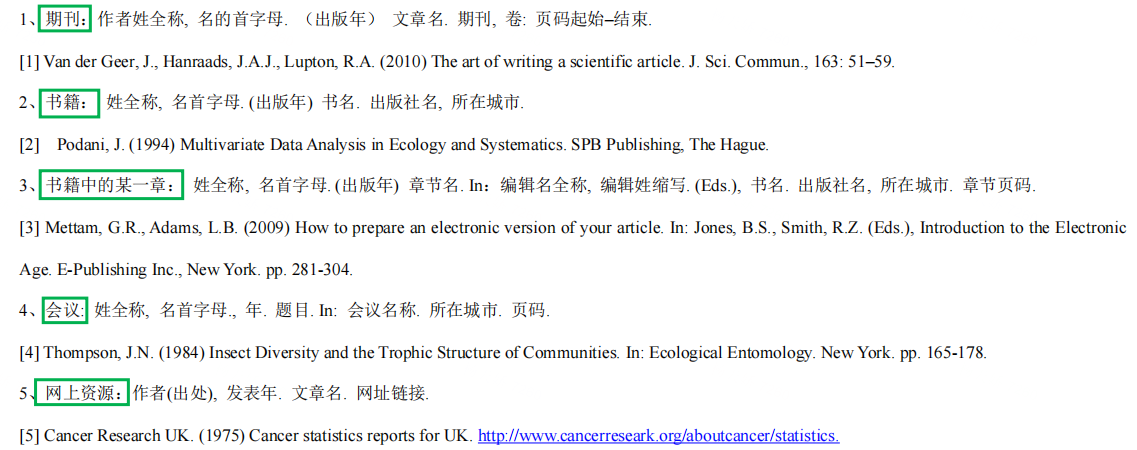 1、期刊：作者姓全称, 名的首字母. （出版年） 文章名. 期刊, 卷: 页码起始–结束.
[1] Van der Geer, J., Hanraads, J.A.J., Lupton, R.A. (2010) The art of writing a scientific article. J. Sci. Commun., 163: 51–59.
2、书籍： 姓全称, 名首字母. (出版年) 书名. 出版社名, 所在城市.
[2] Podani, J. (1994) Multivariate Data Analysis in Ecology and Systematics. SPB Publishing, The Hague.
3、书籍中的某一章： 姓全称, 名首字母. (出版年) 章节名. In：编辑名全称, 编辑姓缩写. (Eds.), 书名. 出版社名, 所在城市. 章节页码.
[3] Mettam, G.R., Adams, L.B. (2009) How to prepare an electronic version of your article. In: Jones, B.S., Smith, R.Z. (Eds.), Introduction to the Electronic
Age. E-Publishing Inc., New York. pp. 281-304.
4、会议: 姓全称, 名首字母., 年. 题目. In: 会议名称. 所在城市. 页码.
[4] Thompson, J.N. (1984) Insect Diversity and the Trophic Structure of Communities. In: Ecological Entomology. New York. pp. 165-178.
5、网上资源：作者(出处), 发表年. 文章名. 网址链接.
[5] Cancer Research UK. (1975) Cancer statistics reports for UK. http://www.cancerreseark.org/aboutcancer/statistics.